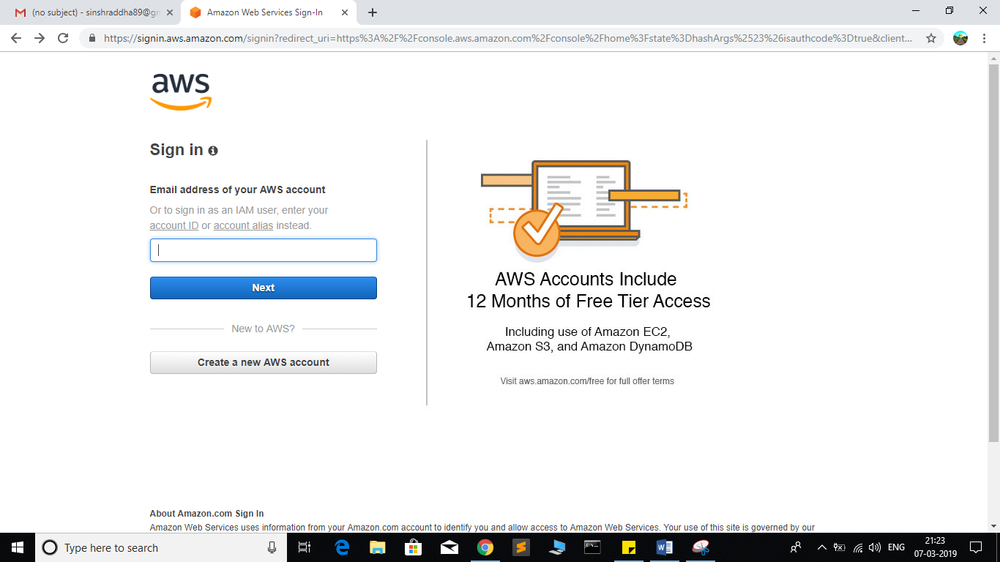 (no subject) - sinshraddha89@gm
Amazon Web Services Sign-In
https://signin.aws.amazon.com/signin?redirect_uri=https%3A%2F%2Fconsole.aws.amazon.com%2Fconsole%2Fhome%3Fstate%3DhashArgs%2523%26isauthcode%3Dtrue&client...
aws
Sign in
Email address of your AWS account
Or to sign in as an IAM user, enter your
account ID or account alias instead.
Next
New to AWS?
Create a new AWS account
AWS Accounts Include
12 Months of Free Tier Access
Including use of Amazon EC2,
Amazon S3, and Amazon DynamoDB
Visit aws.amazon.com/free for full offer terms
About Amazon.com Sign In
Amazon Web Services uses information from your Amazon.com account to identify you and allow access to Amazon Web Services. Your use of this site is governed by our
Type here to search
ENG
21:23
07-03-2019